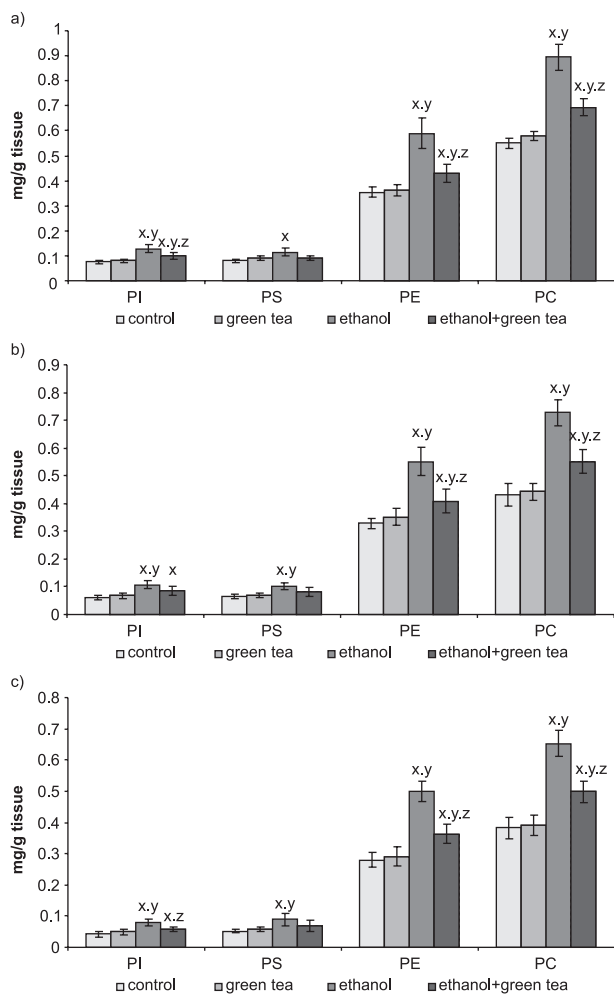 a)
1
x.y
0.9
0.8
x.y
x.y.z
0.7
0.6
x.y.z
0.5
0.4
0.3
x.y
x.y.z
x
0.2
0.1
0
mg/g tissue
PI
PS
PE
PC
control
green tea
ethanol
ethanol+green tea
b)
0.9
x.y
0.8
0.7
x.y
x.y.z
0.6
x.y.z
0.5
0.4
0.3
0.2
x.y
x
x.y
0.1
0
mg/g tissue
PI
PS
PE
PC
control
green tea
ethanol
ethanol+green tea
c)
0.8
x.y
0.7
x.y
0.6
x.y.z
0.5
x.y.z
0.4
0.3
0.2
x.y
x.z
x.y
0.1
0
mg/g tissue
PI
PS
PE
PC
control
green tea
ethanol
ethanol+green tea